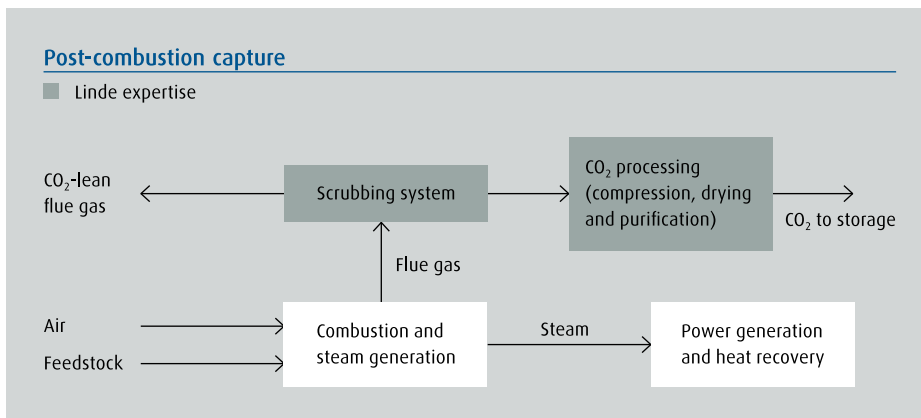 Post-combustion capture
Linde expertise
CO₂-lean
flue gas
Scrubbing system
CO₂ processing
(compression, drying
and purification)
CO₂ to storage
Flue gas
Air
Feedstock
Combustion and
steam generation
Steam
Power generation
and heat recovery